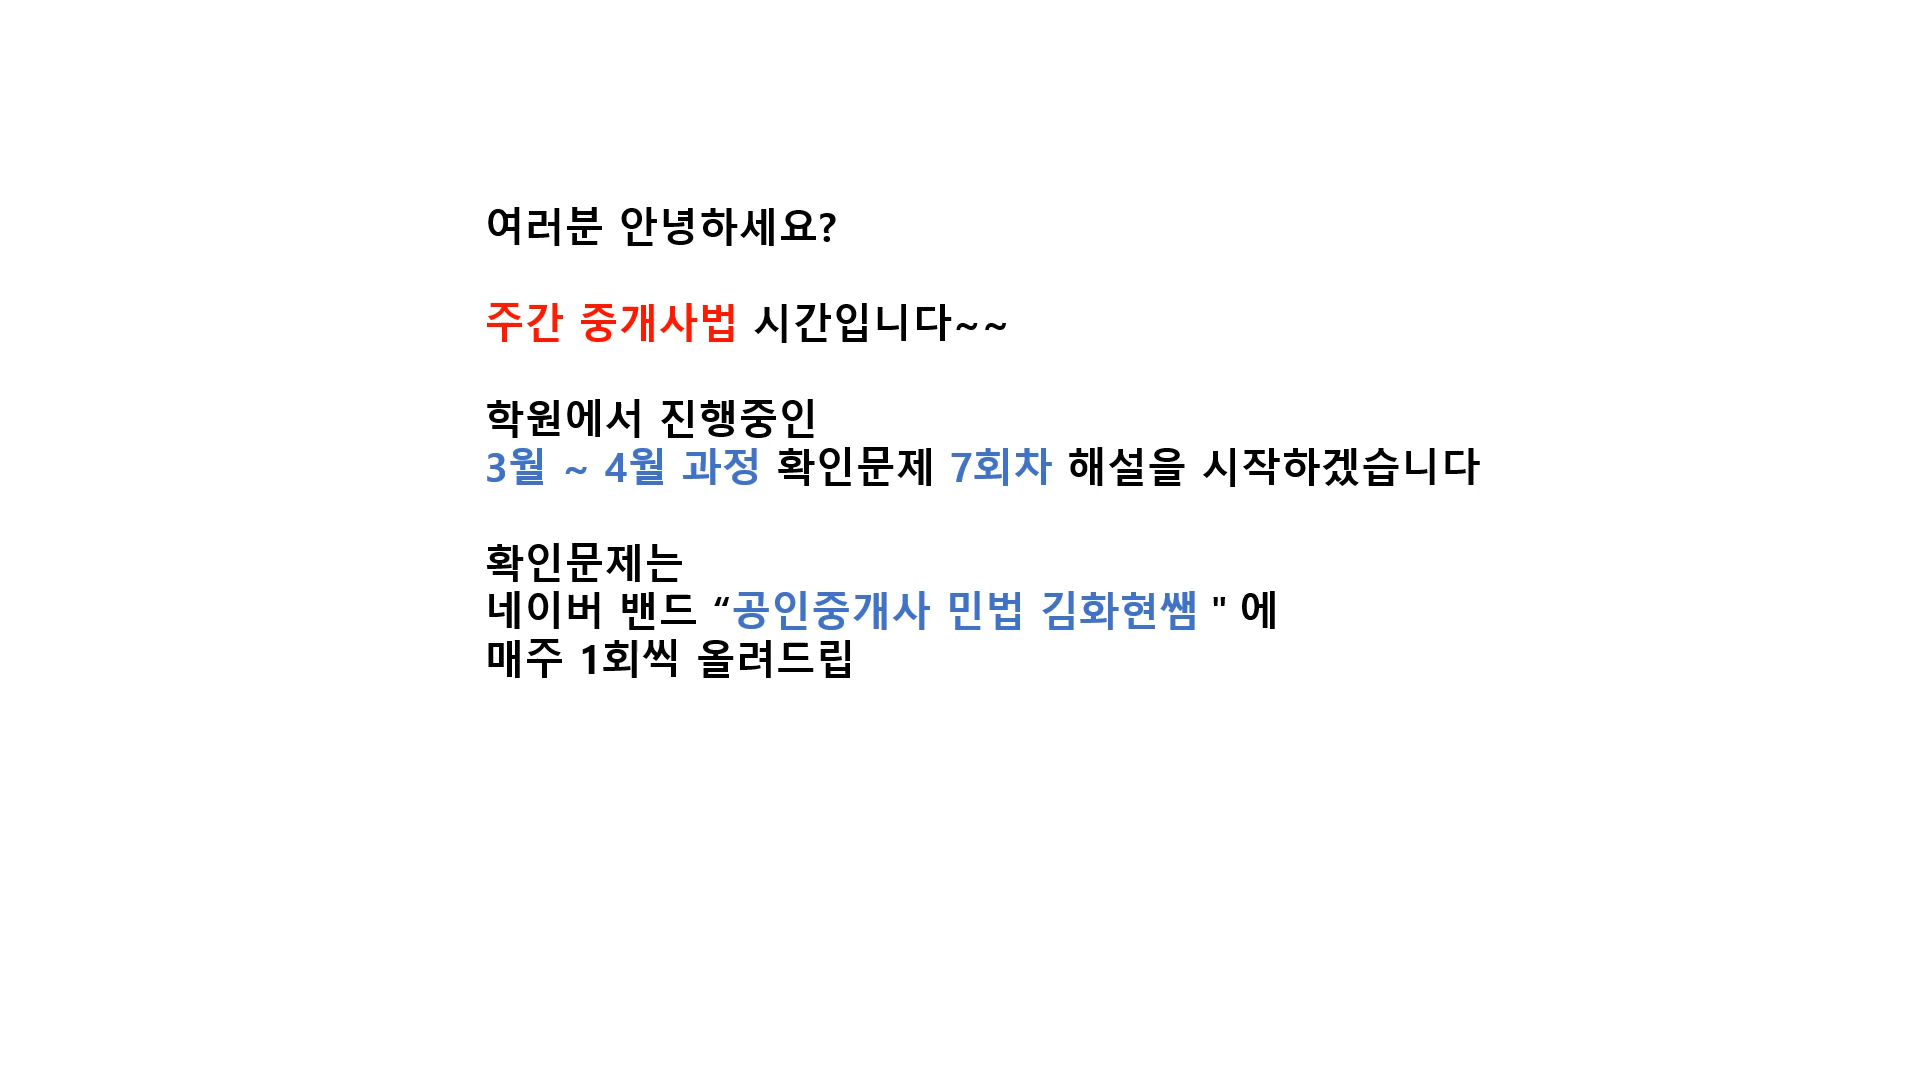 여러분 안녕하세요?
주간 중개사법 시간입니다~~
학원에서 진행중인
3월 ~ 4월 과정 확인문제 7회차 해설을 시작하겠습니다
확인문제는
네이버 밴드 “공인중개사 민법 김화현쌤 " 에
매주 1회씩 올려드립